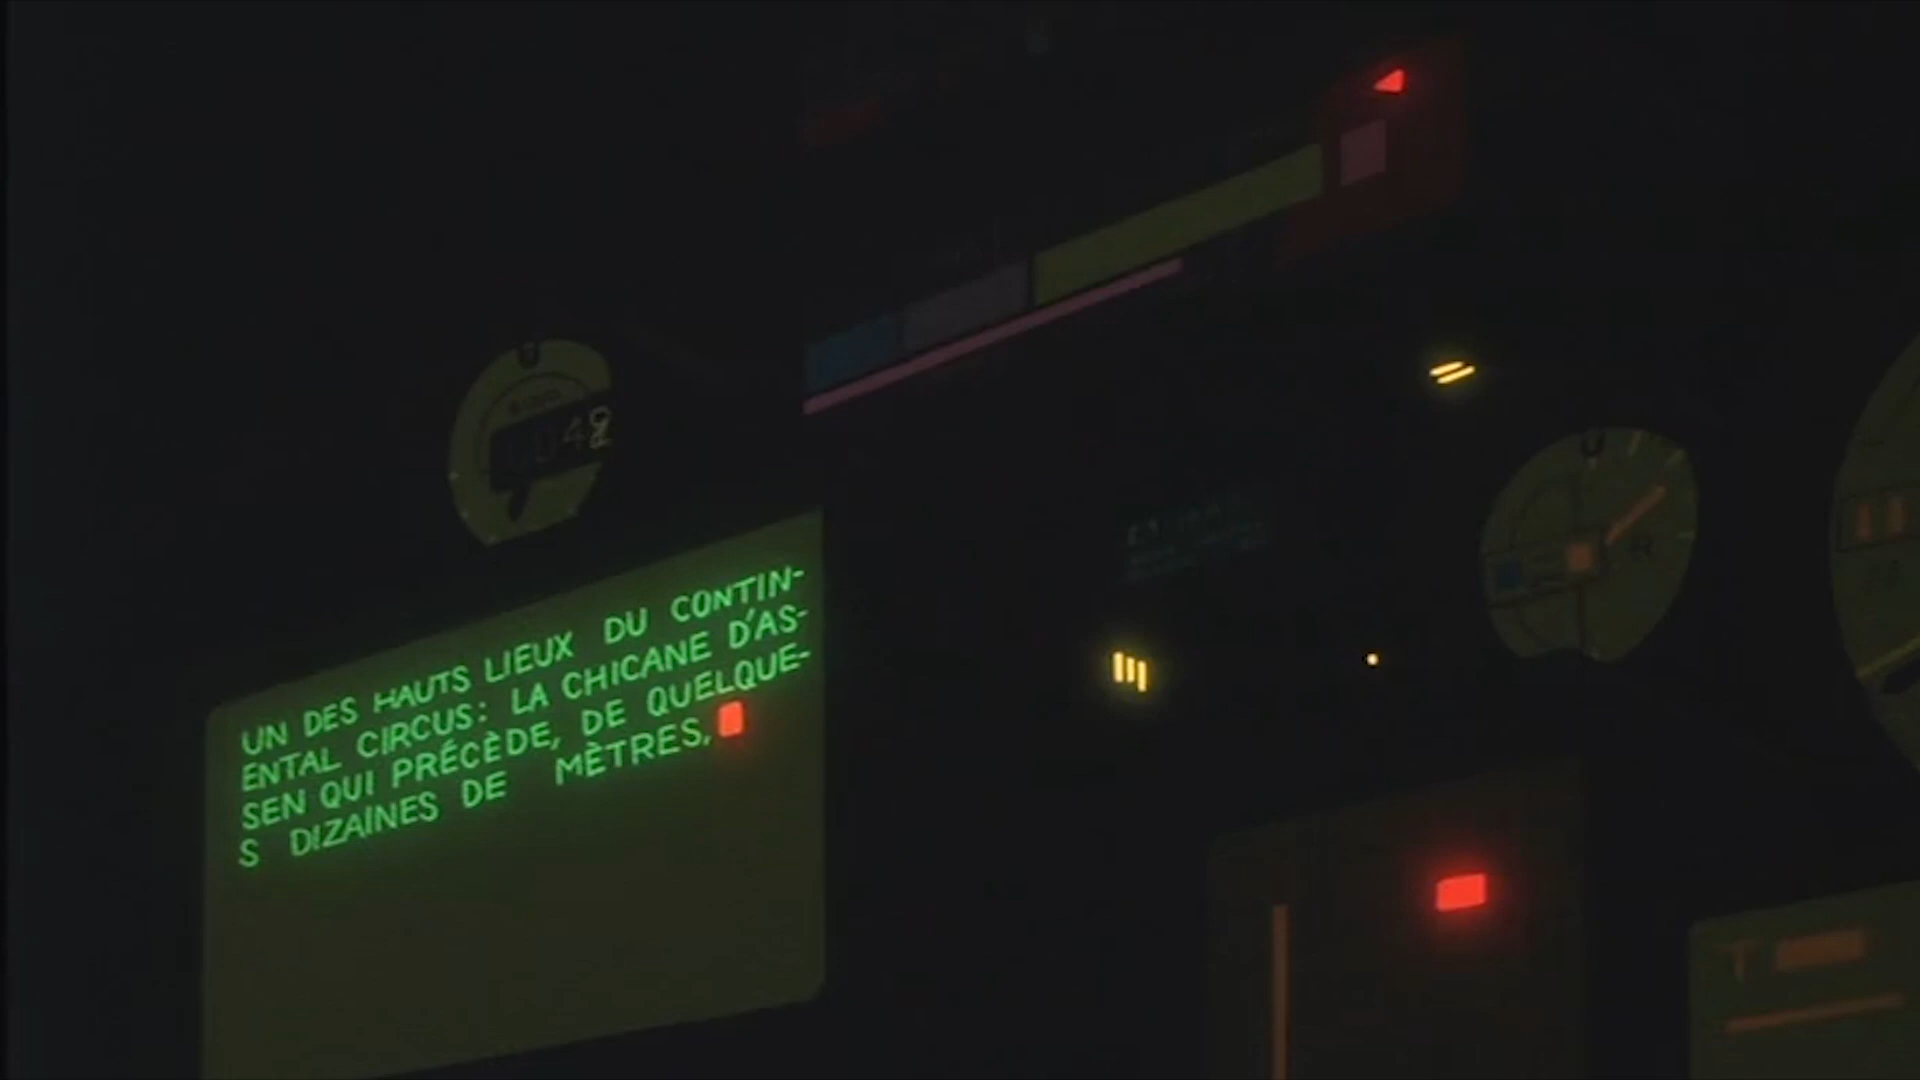 UN DES HAUTS LIEUX DU CONTIN-
ENTAL CIRCUS: LA CHICANE D'AS-
SEN QUI PRÉCÈDE, DE QUELQUE-
S DIZAINES DE MÈTRES,